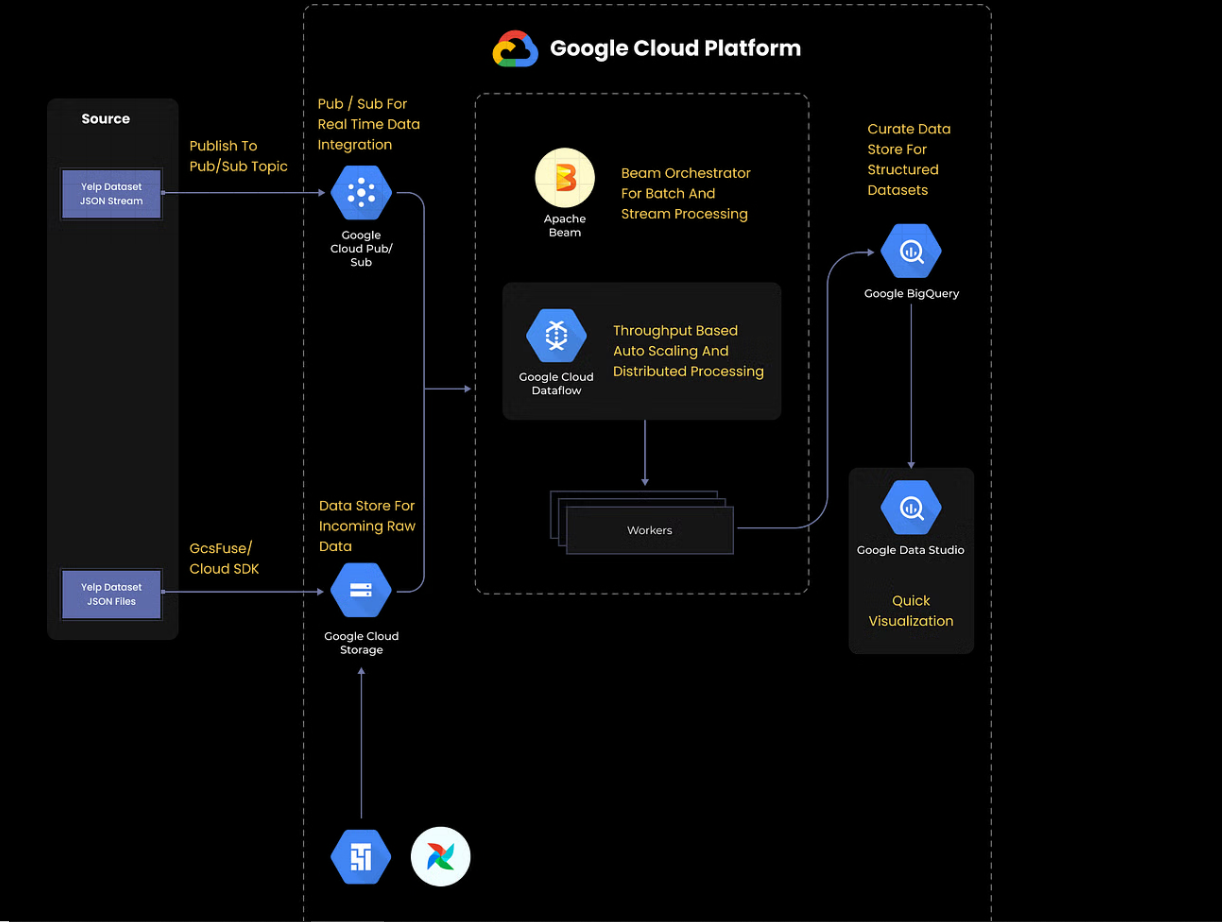 Google Cloud Platform
Source
Yelp Dataset
JSON Stream
Publish To
Pub/Sub Topic
Pub / Sub For
Real Time Data
Integration
Google
Cloud Pub/
Sub
Apache
Beam
Beam Orchestrator
For Batch And
Stream Processing
Google Cloud
Dataflow
Throughput Based
Auto Scaling And
Distributed Processing
Workers
Curate Data
Store For
Structured
Datasets
Google BigQuery
Google Data Studio
Quick
Visualization
Yelp Dataset
JSON Files
GcsFuse/
Cloud SDK
Data Store For
Incoming Raw
Data
Google Cloud
Storage